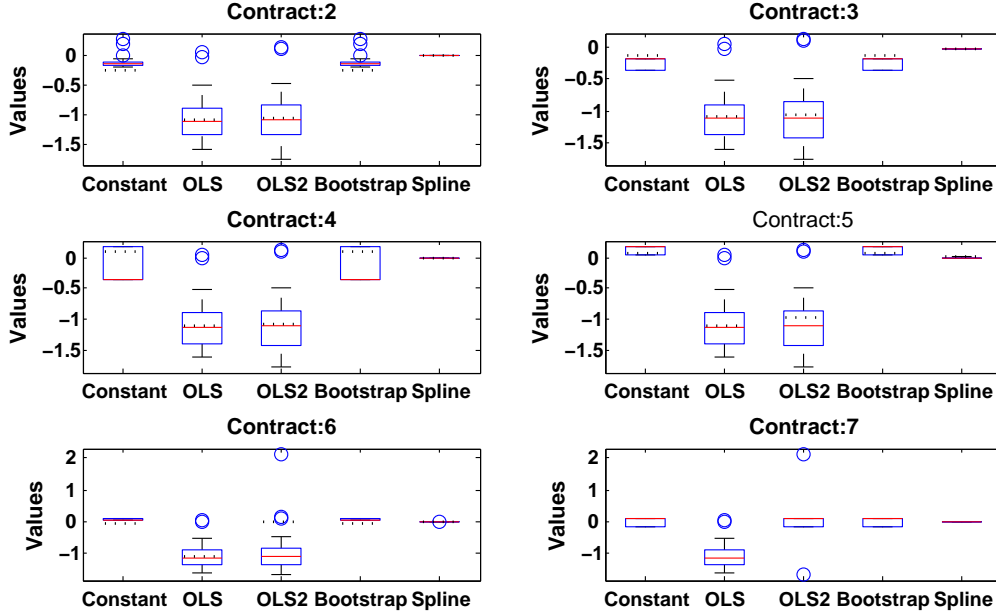 Contract:2
Values
0
−0.5
−1
−1.5
Constant OLS OLS2 Bootstrap Spline
Contract:3
Values
0
−0.5
−1
−1.5
Constant OLS OLS2 Bootstrap Spline
Contract:4
Values
0
−0.5
−1
−1.5
Constant OLS OLS2 Bootstrap Spline
Contract:5
Values
0
−0.5
−1
−1.5
Constant OLS OLS2 Bootstrap Spline
Contract:6
Values
2
1
0
−1
Constant OLS OLS2 Bootstrap Spline
Contract:7
Values
2
1
0
−1
Constant OLS OLS2 Bootstrap Spline